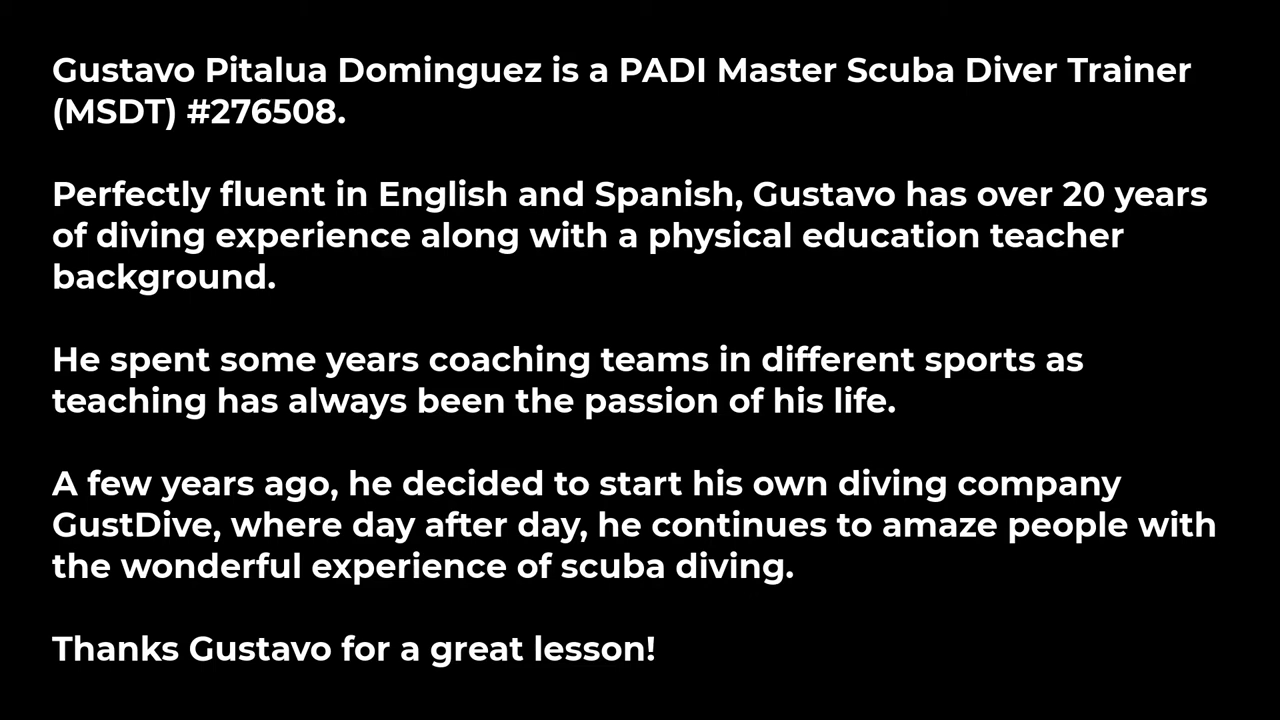 Gustavo Pitalua Dominguez is a PADI Master Scuba Diver Trainer
(MSDT) #276508.
Perfectly fluent in English and Spanish, Gustavo has over 20 years
of diving experience along with a physical education teacher
background.
He spent some years coaching teams in different sports as
teaching has always been the passion of his life.
A few years ago, he decided to start his own diving company
GustDive, where day after day, he continues to amaze people with
the wonderful experience of scuba diving.
Thanks Gustavo for a great lesson!